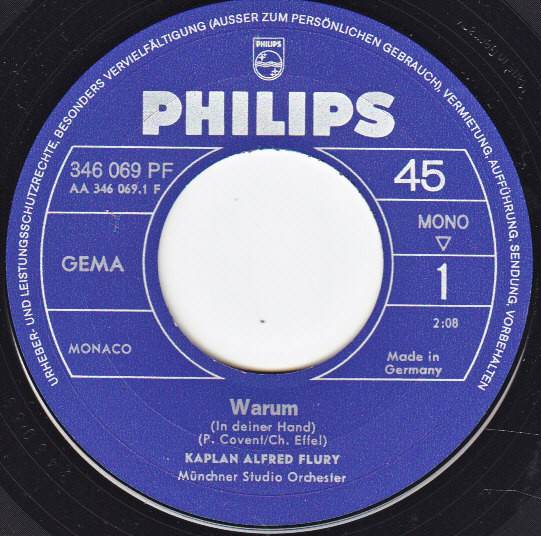 URHEBER- UND LEISTUNGSSCHUTZRECHTE, BESONDERS VERVIELFÄLTIGUNG (AUSSER ZUM PERSÖNLICHEN GEBRAUCH), VERMIETUNG, AUFFÜHRUNG, SENDUNG, VORBEHALTEN
PHILIPS
PHILIPS
346 069 PF
AA 346 069.1 F
45
GEMA
MONO
1
2:08
MONACO
Made in
Germany
Warum
(In deiner Hand)
(P. Covent/Ch. Effel)
KAPLAN ALFRED FLURY
Münchner Studio Orchester